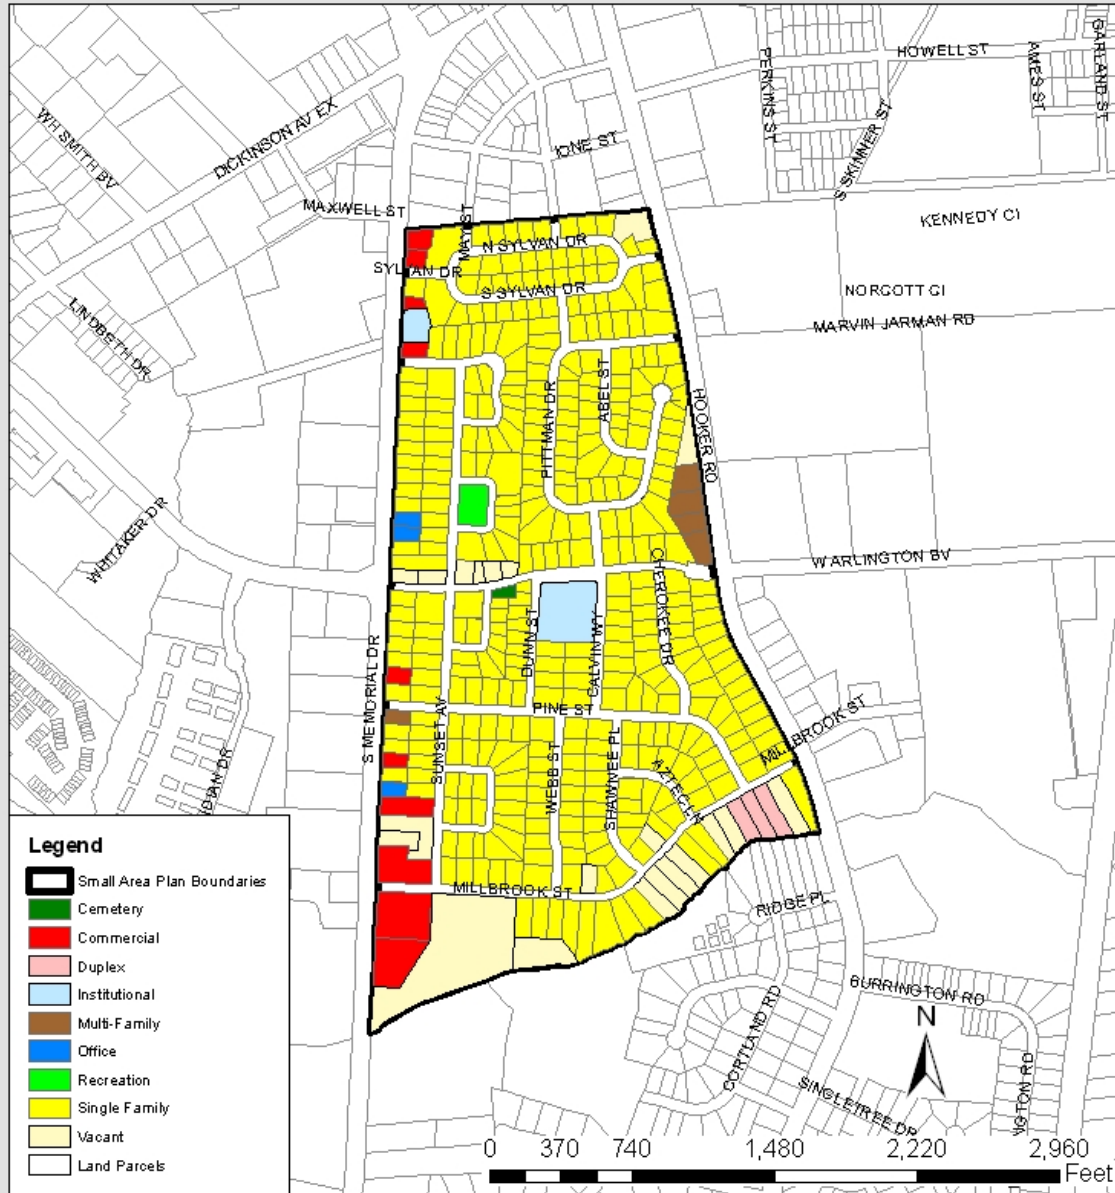 HOWELL ST
PERKINS ST
AMES ST
GARLAND ST
WH SMITH BV
DICKINSON AV EX
IONE ST
S SKINNER ST
MAXWELL ST
MAY ST
KENNEDY CI
N SYLVAN DR
SYLVAN DR
S SYLVAN DR
NORCOTT CI
MARVIN JARMAN RD
LINDBETH DR
ABEL ST
PITTMAN DR
HOOKER RD
WHITAKER DR
W ARLINGTON BV
CHEROKEE DR
DUNN ST
CALVIN WY
S MEMORIAL DR
PINE ST
SUNSET AV
MILLBROOK ST
WEBB ST
SHAWNEE PL
AZTEC LN
DIAN DR
MILLBROOK ST
RIDGE PL
BURRINGTON RD
CORTLAND RD
SINGLETREE DR
NGTON RD
Legend
Small Area Plan Boundaries
Cemetery
Commercial
Duplex
Institutional
Multi-Family
Office
Recreation
Single Family
Vacant
Land Parcels
N
0 370 740 1,480 2,220 2,960
Feet